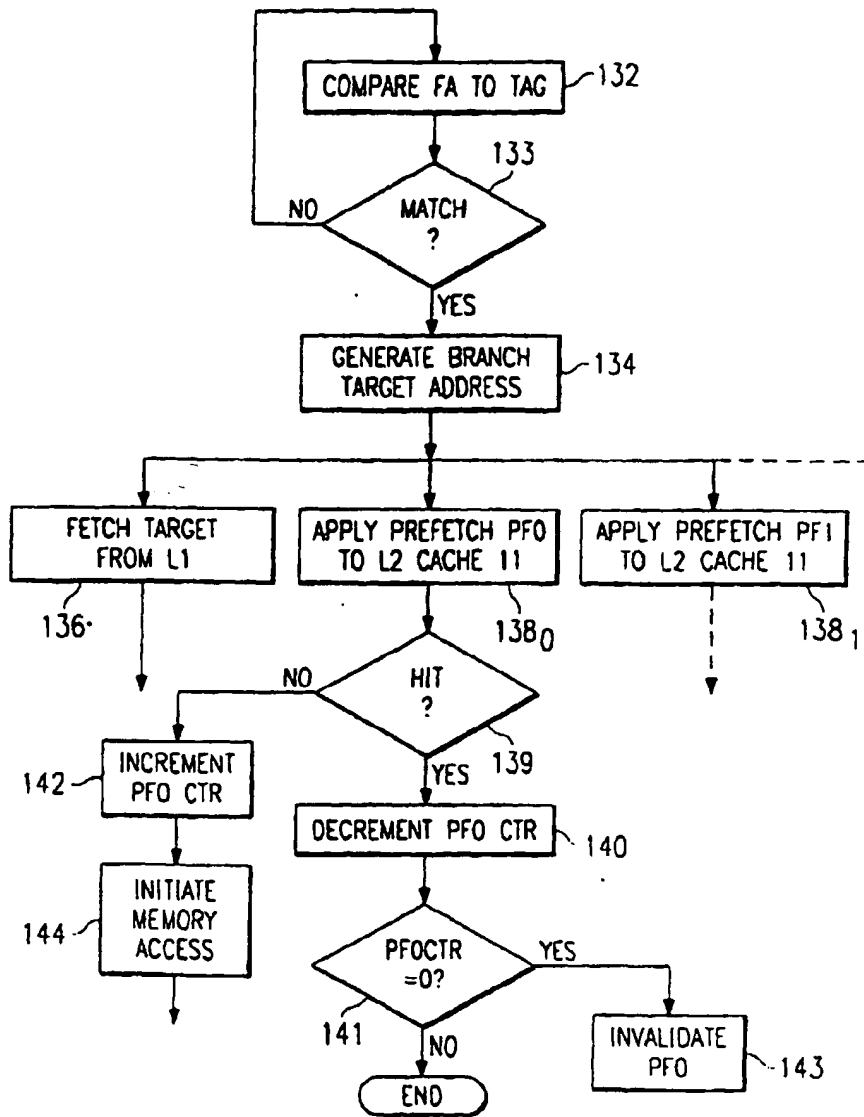 COMPARE FA TO TAG
132
133
MATCH
?
NO
YES
GENERATE BRANCH
TARGET ADDRESS
134
FETCH TARGET
FROM L1
136
APPLY PREFETCH PF0
TO L2 CACHE 11
138 0
APPLY PREFETCH PF1
TO L2 CACHE 11
138 1
HIT
?
NO
139
YES
142
INCREMENT
PF0 CTR
DECREMENT PF0 CTR
140
144
INITIATE
MEMORY
ACCESS
PF0CTR
=0?
YES
141
NO
INVALIDATE
PF0
143
END